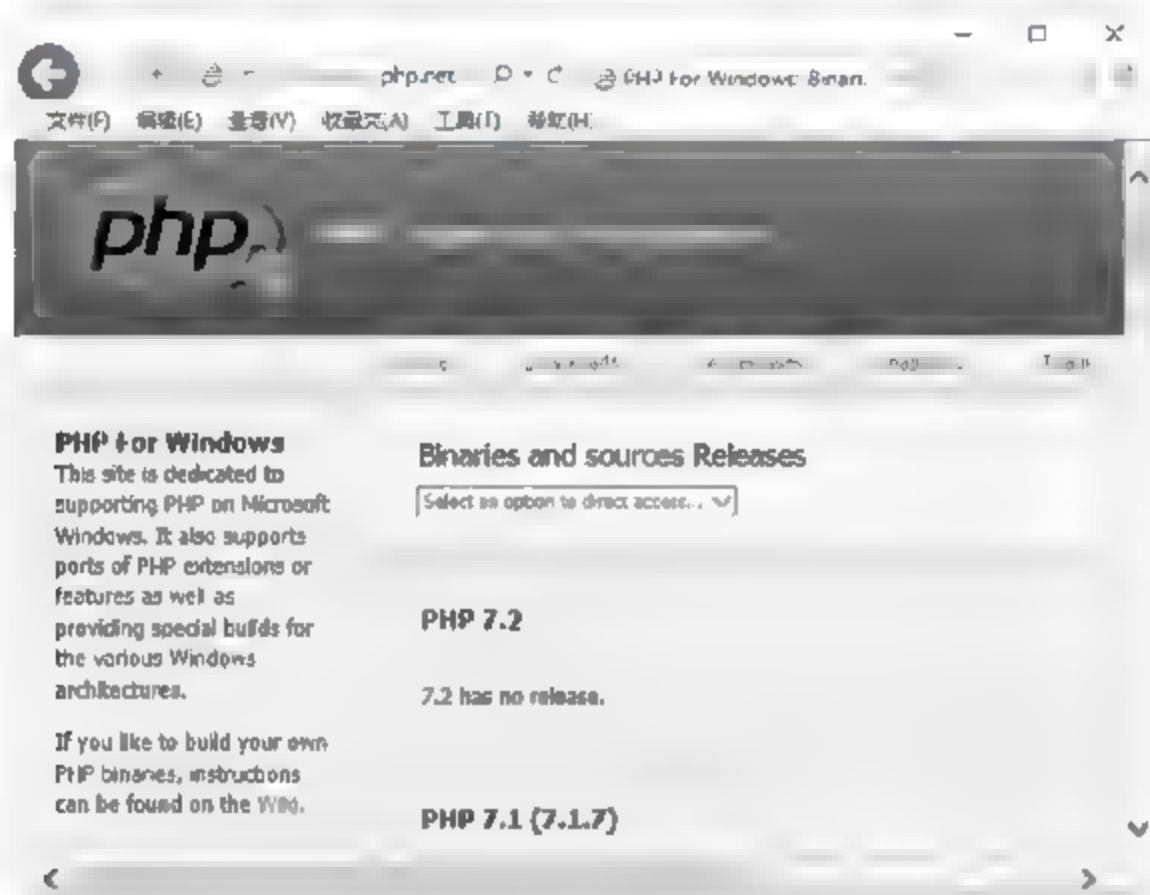 php.net PHP For Windows: Binari...
文件(F) 编辑(E) 查看(V) 收藏夹(A) 工具(T) 帮助(H)
php
PHP For Windows
This site is dedicated to
supporting PHP on Microsoft
Windows. It also supports
ports of PHP extensions or
features as well as
providing special builds for
the various Windows
architectures.
If you like to build your own
PHP binaries, instructions
can be found on the Wiki.
Binaries and sources Releases
Select an option to direct access...
PHP 7.2
7.2 has no release.
PHP 7.1 (7.1.7)